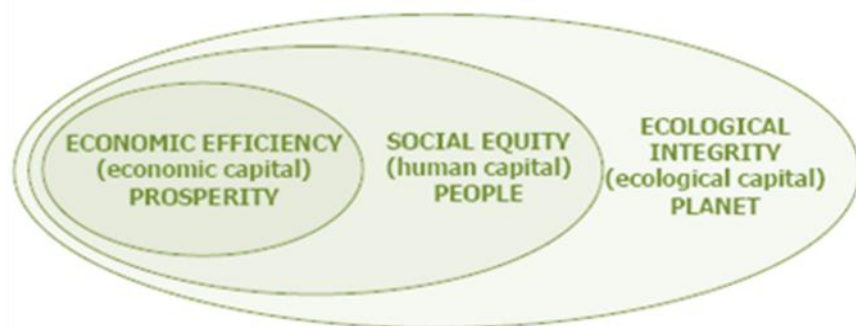 ECONOMIC EFFICIENCY
(economic capital)
PROSPERITY
SOCIAL EQUITY
(human capital)
PEOPLE
ECOLOGICAL
INTEGRITY
(ecological capital)
PLANET